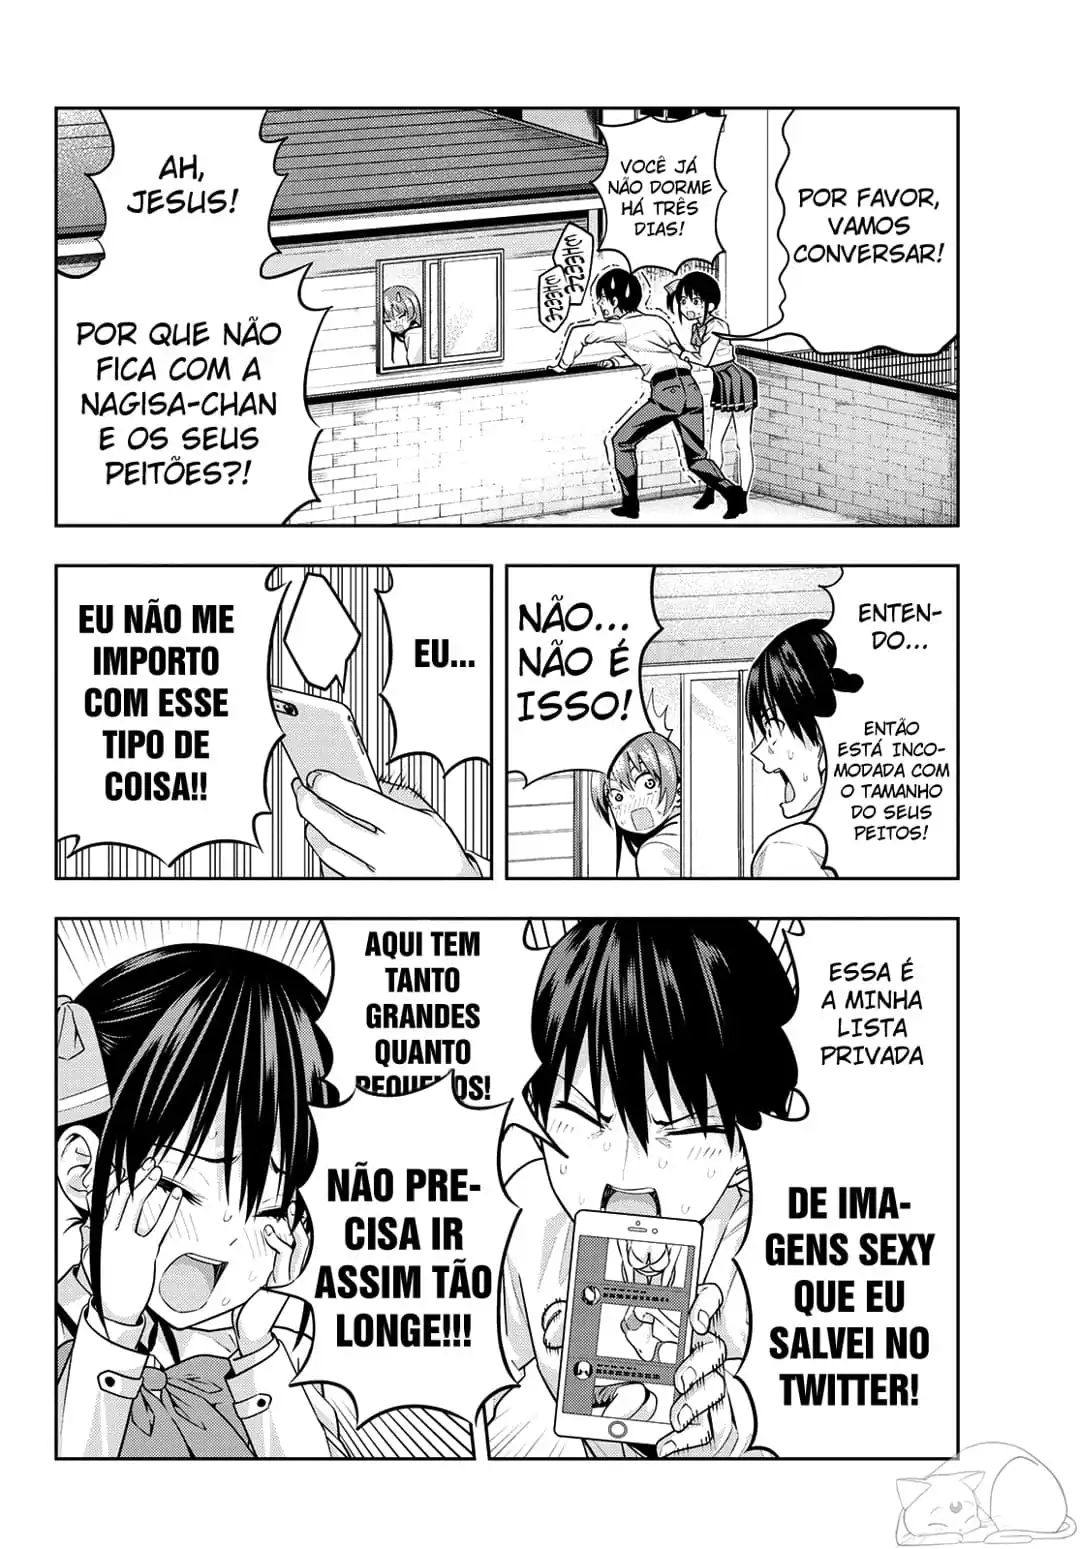 POR FAVOR,
VAMOS
CONVERSAR!
VOCÊ JÁ
NÃO DORME
HÁ TRÊS
DIAS!
WHEEZE
WHEEZE
AH,
JESUS!
POR QUE NÃO
FICA COM A
NAGISA-CHAN
E OS SEUS
PEITÕES?!
ENTEN-
DO...
ENTÃO
ESTÁ INCO-
MODADA COM
O TAMANHO
DO SEUS
PEITOS!
NÃO...
NÃO É
ISSO!
EU...
EU NÃO ME
IMPORTO
COM ESSE
TIPO DE
COISA!!
ESSA É
A MINHA
LISTA
PRIVADA
DE IMA-
GENS SEXY
QUE EU
SALVEI NO
TWITTER!
AQUI TEM
TANTO
GRANDES
QUANTO
PEQUENOS!
NÃO PRE-
CISA IR
ASSIM TÃO
LONGE!!!